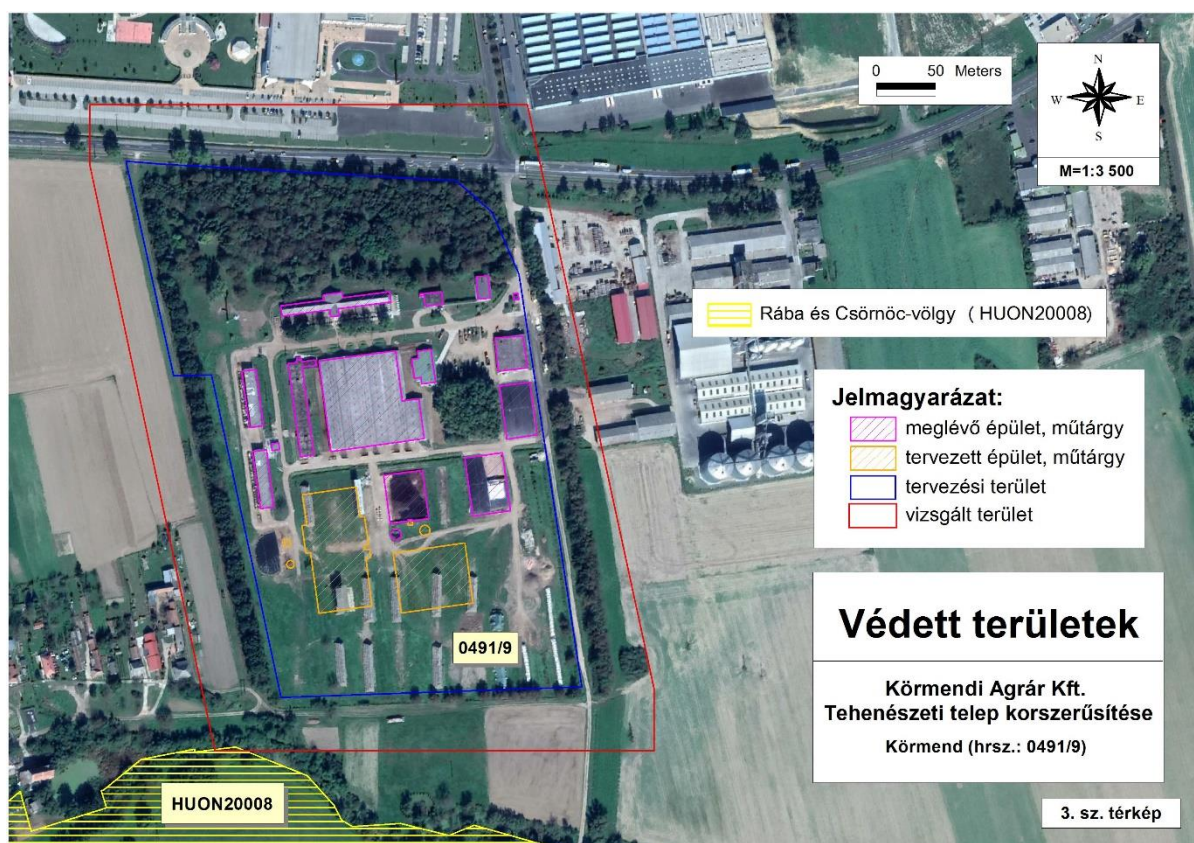 0 50 Meters
N
W E
S
M=1:3 500
Rába és Csörnöc-völgy ( HUON20008)
Jelmagyarázat:
meglévő épület, műtárgy
tervezett épület, műtárgy
tervezési terület
vizsgált terület
0491/9
Védett területek
Körmendi Agrár Kft.
Tehenészeti telep korszerűsítése
Körmend (hrsz.: 0491/9)
HUON20008
3. sz. térkép